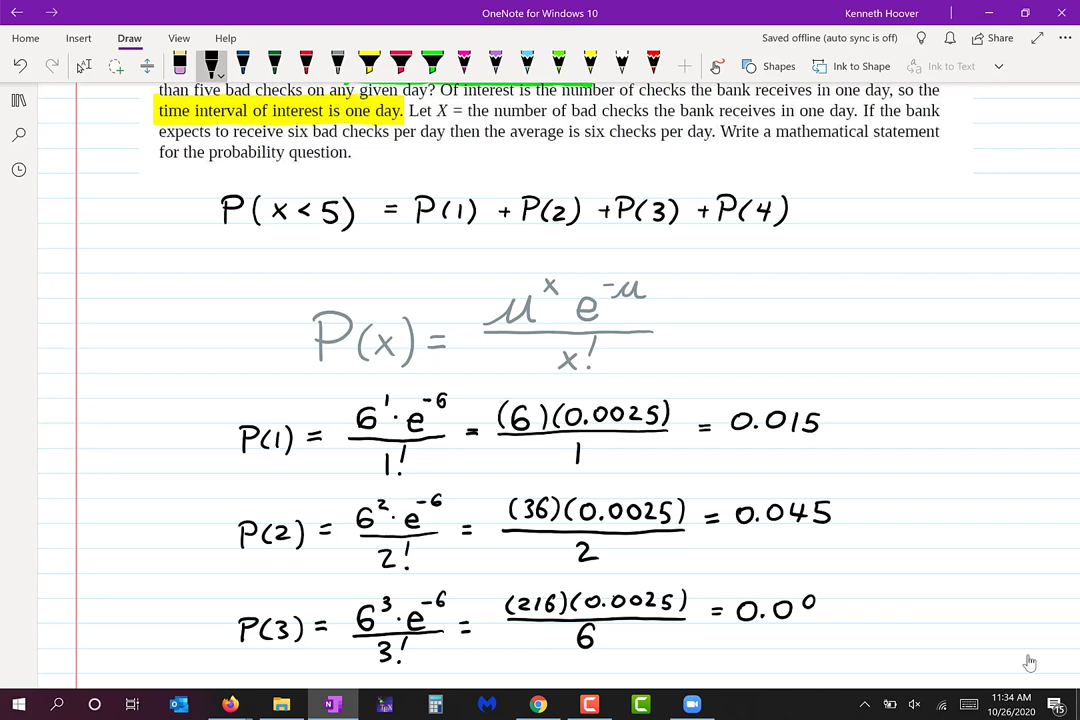 OneNote for Windows 10
Kenneth Hoover
Home Insert Draw View Help
Saved offline (auto sync is off)
Share
Shapes
Ink to Shape
Ink to Text
than five bad checks on any given day? Of interest is the number of checks the bank receives in one day, so the
time interval of interest is one day. Let X = the number of bad checks the bank receives in one day. If the bank
expects to receive six bad checks per day then the average is six checks per day. Write a mathematical statement
for the probability question.
P(x<5) = P(1) + P(2) + P(3) + P(4)
P(x) = μ^x e^-μ / x!
P(1) = 6^1 · e^-6 / 1! = (6)(0.0025) / 1 = 0.015
P(2) = 6^2 · e^-6 / 2! = (36)(0.0025) / 2 = 0.045
P(3) = 6^3 · e^-6 / 3! = (216)(0.0025) / 6 = 0.00
11:34 AM
10/26/2020
15